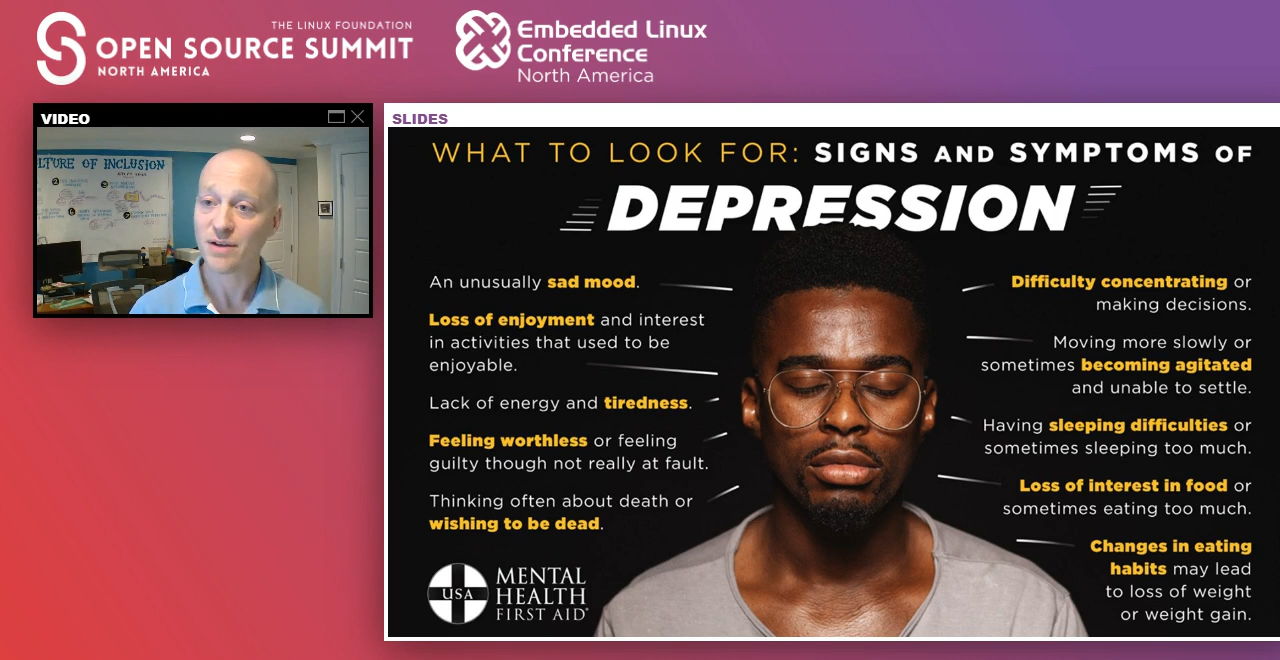 THE LINUX FOUNDATION
OPEN SOURCE SUMMIT
NORTH AMERICA
Embedded Linux
Conference
North America
VIDEO
LTURE OF INCLUSION
SLIDES
WHAT TO LOOK FOR: SIGNS AND SYMPTOMS OF
DEPRESSION
An unusually sad mood.
Loss of enjoyment and interest
in activities that used to be
enjoyable.
Lack of energy and tiredness.
Feeling worthless or feeling
guilty though not really at fault.
Thinking often about death or
wishing to be dead.
USA
MENTAL
HEALTH
FIRST AID®
Difficulty concentrating or
making decisions.
Moving more slowly or
sometimes becoming agitated
and unable to settle.
Having sleeping difficulties or
sometimes sleeping too much.
Loss of interest in food or
sometimes eating too much.
Changes in eating
habits may lead
to loss of weight
or weight gain.